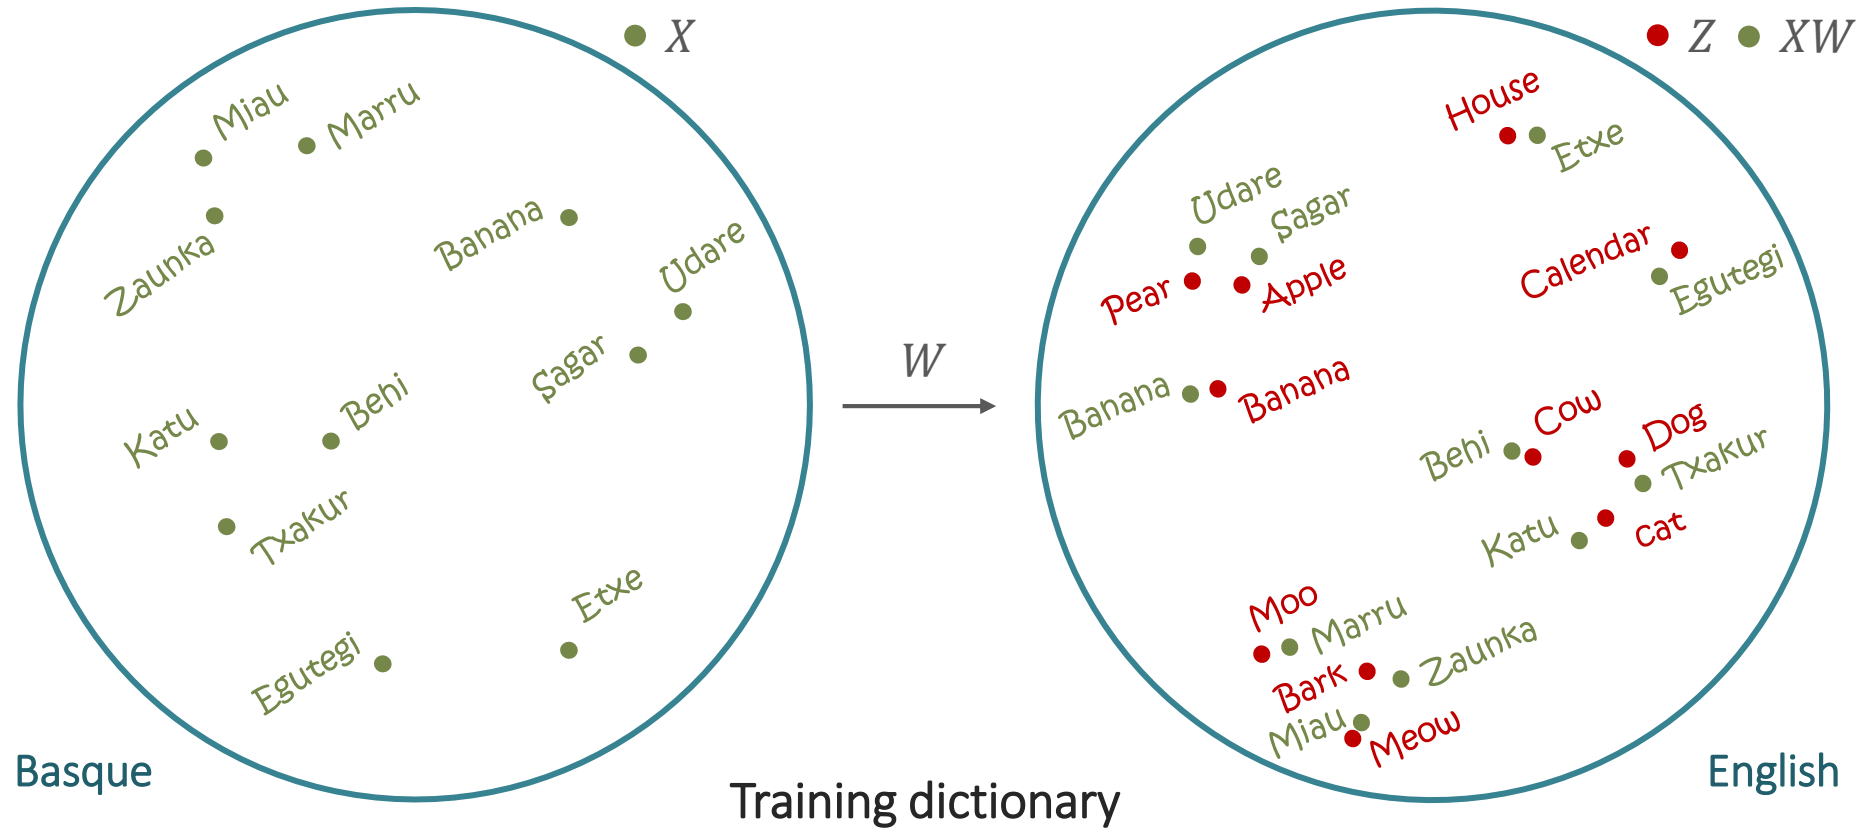 X
Miau
Marru
Zaunka
Banana
Udare
Sagar
Katu
Behi
Txakur
Etxe
Egutegi
Basque
W
Z
XW
House
Etxe
Udare
Sagar
Pear
Apple
Calendar
Egutegi
Banana
Banana
Behi
Cow
Dog
Txakur
Katu
cat
Moo
Marru
Bark
Zaunka
Miau
Meow
English
Training dictionary